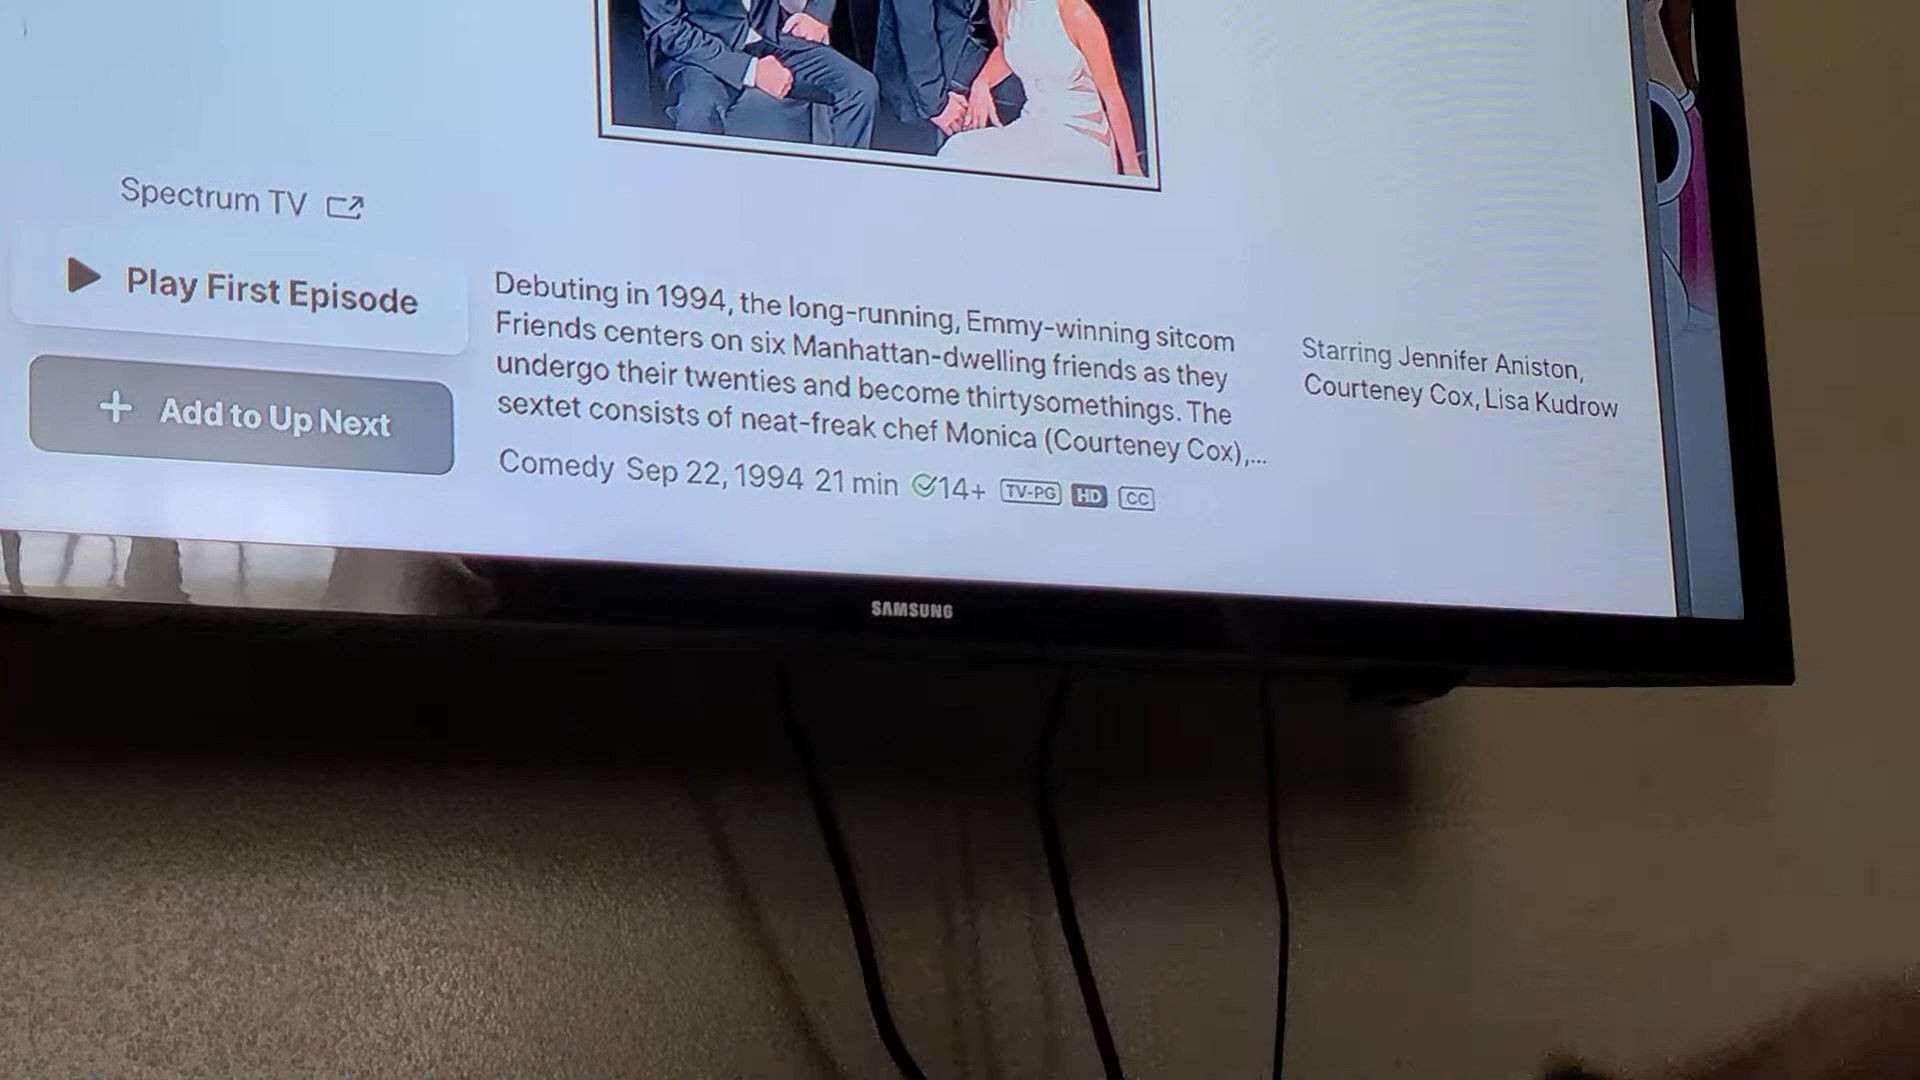 Spectrum TV
Play First Episode
Add to Up Next
Debuting in 1994, the long-running, Emmy-winning sitcom
Friends centers on six Manhattan-dwelling friends as they
undergo their twenties and become thirtysomethings. The
sextet consists of neat-freak chef Monica (Courteney Cox),...
Comedy Sep 22, 1994 21 min 14+ TV-PG HD CC
Starring Jennifer Aniston,
Courteney Cox, Lisa Kudrow
SAMSUNG